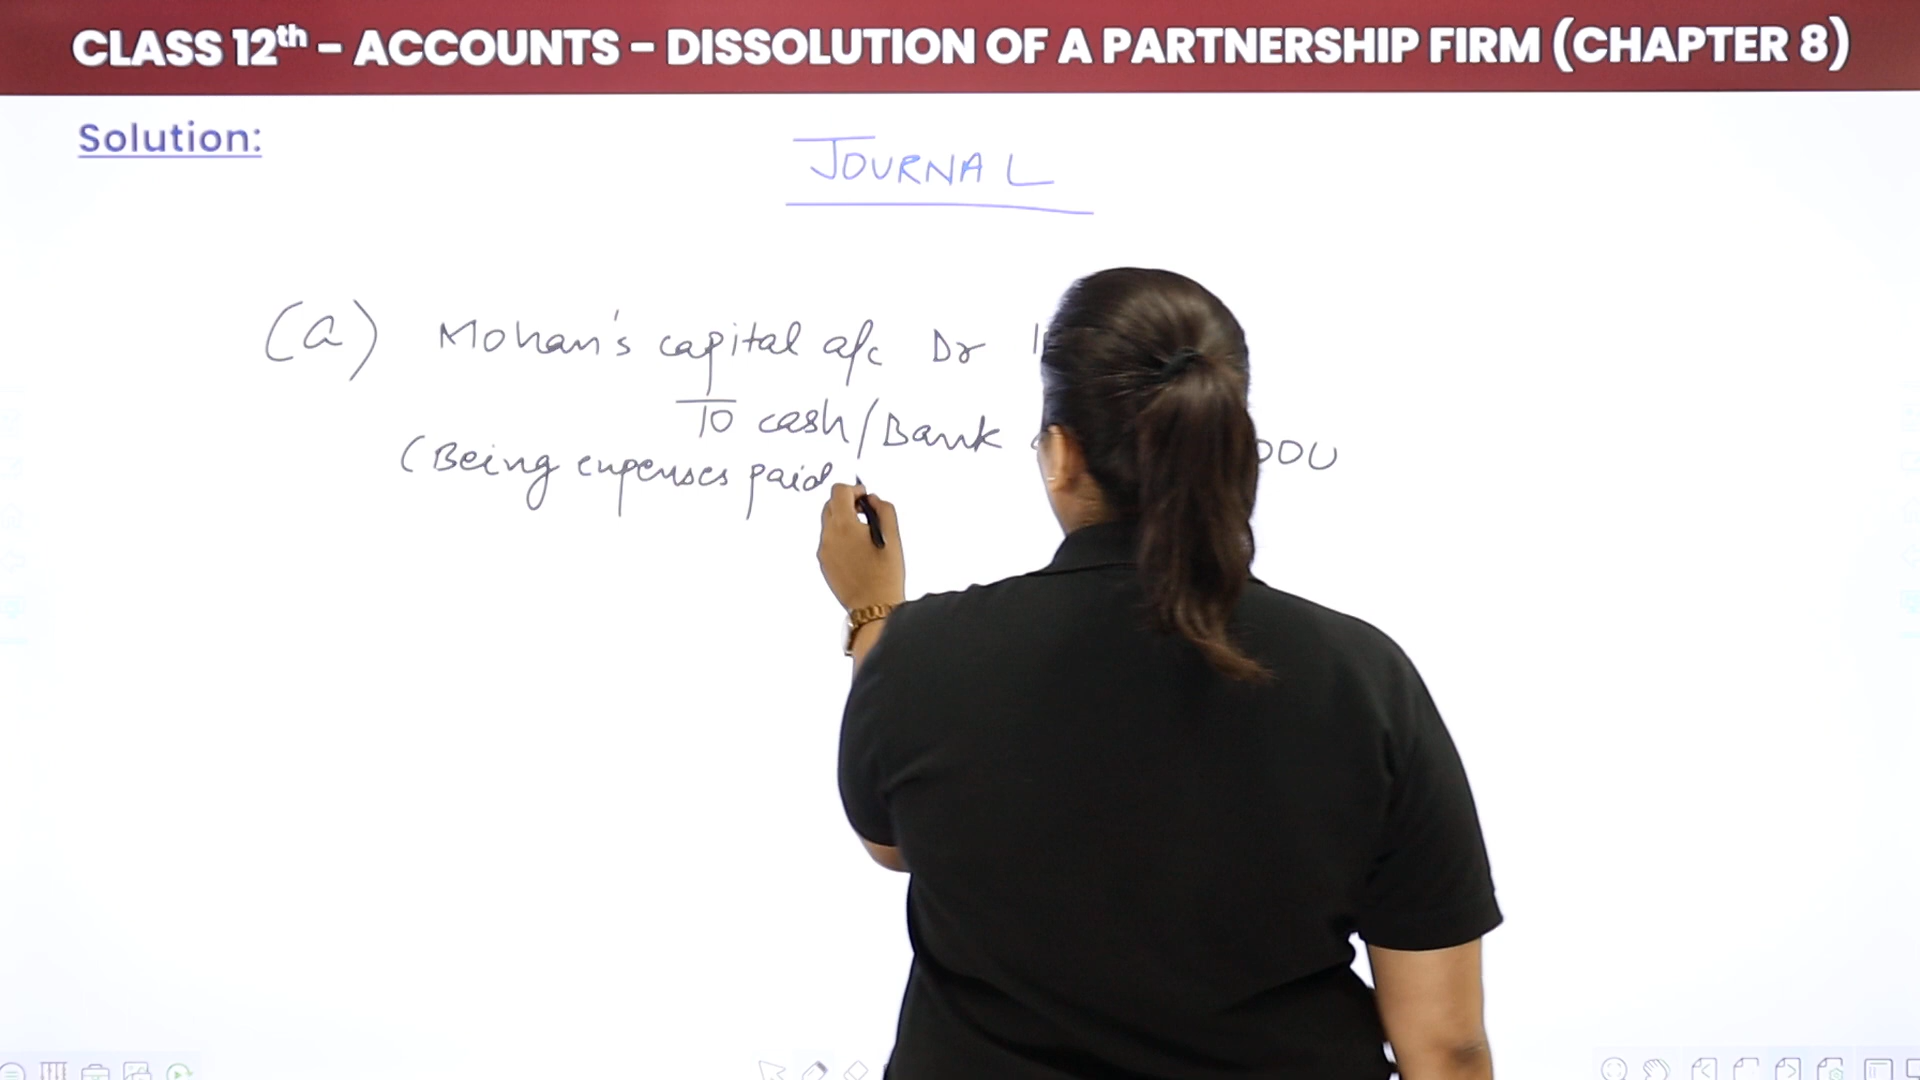 CLASS 12th – ACCOUNTS – DISSOLUTION OF A PARTNERSHIP FIRM (CHAPTER 8)
Solution:
JOURNAL
(a) Mohan's capital a/c Dr
To cash/Bank
(Being expenses paid